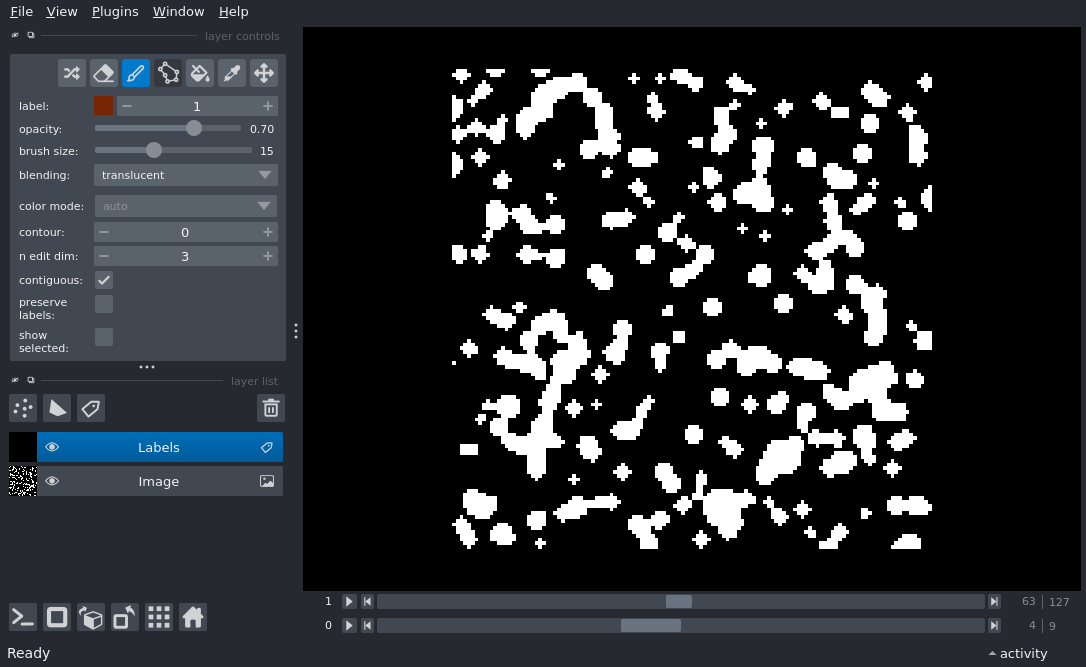 File View Plugins Window Help
layer controls
label: 1
opacity: 0.70
brush size: 15
blending: translucent
color mode: auto
contour: 0
n edit dim: 3
contiguous:
preserve
labels:
show
selected:
layer list
Labels
Image
1 63 127
0 4 9
Ready activity